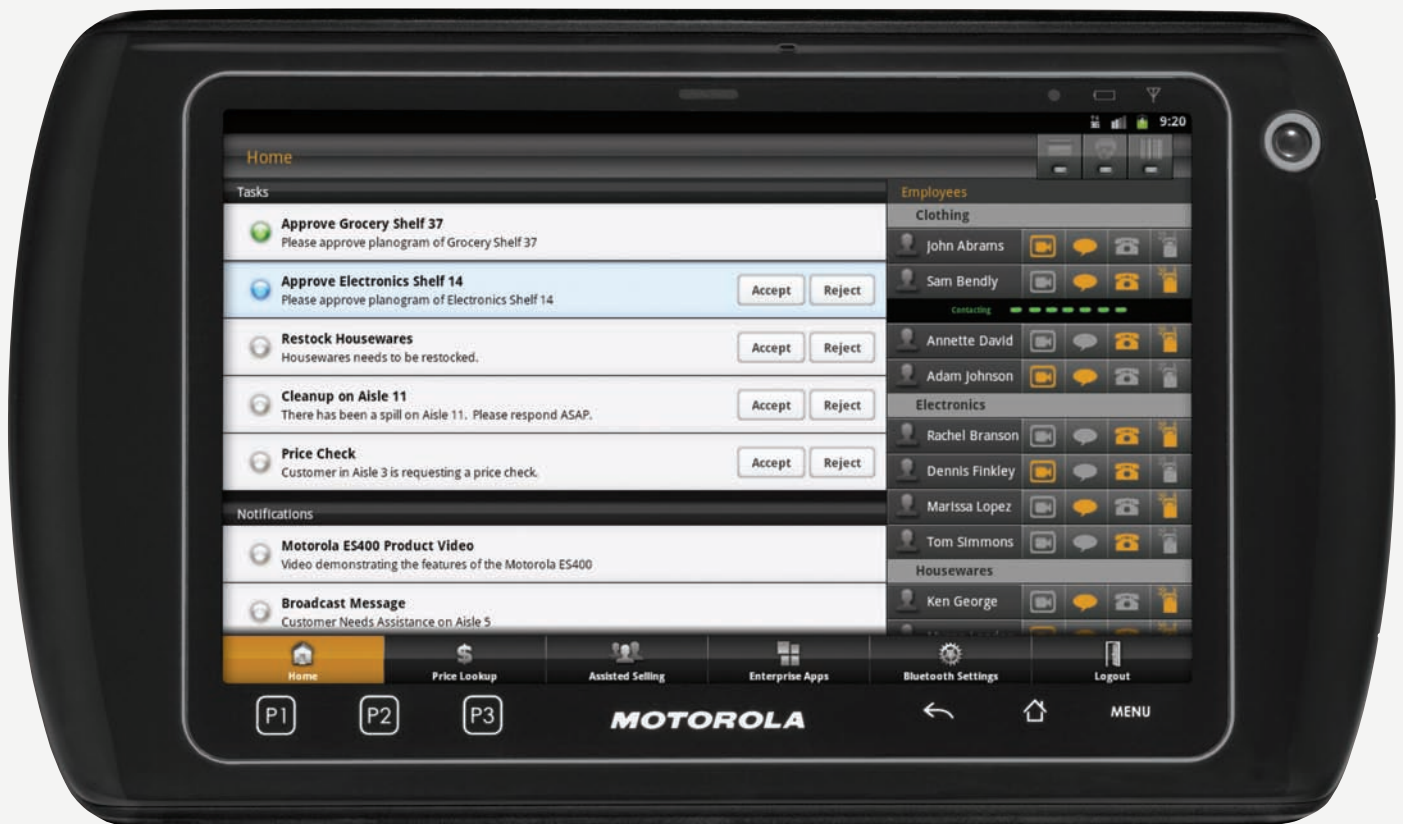 9:20
Home
Tasks
Approve Grocery Shelf 37
Please approve planogram of Grocery Shelf 37
Approve Electronics Shelf 14
Please approve planogram of Electronics Shelf 14
Accept Reject
Restock Housewares
Housewares needs to be restocked.
Accept Reject
Cleanup on Aisle 11
There has been a spill on Aisle 11. Please respond ASAP.
Accept Reject
Price Check
Customer in Aisle 3 is requesting a price check.
Accept Reject
Notifications
Motorola ES400 Product Video
Video demonstrating the features of the Motorola ES400
Broadcast Message
Customer Needs Assistance on Aisle 5
Employees
Clothing
John Abrams
Sam Bendly
Contacting
Annette David
Adam Johnson
Electronics
Rachel Branson
Dennis Finkley
Marissa Lopez
Tom Simmons
Housewares
Ken George
Home Price Lookup Assisted Selling Enterprise Apps Bluetooth Settings Logout
P1 P2 P3 MOTOROLA MENU